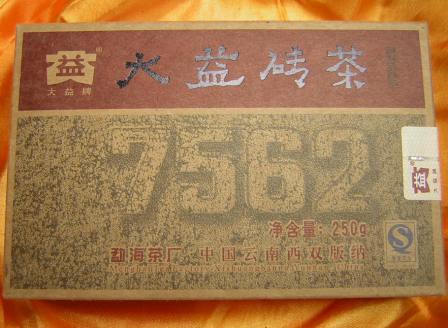 益®
大益牌
大益砖茶
7562
净含量: 250g
勐海茶厂 中国云南西双版纳
益